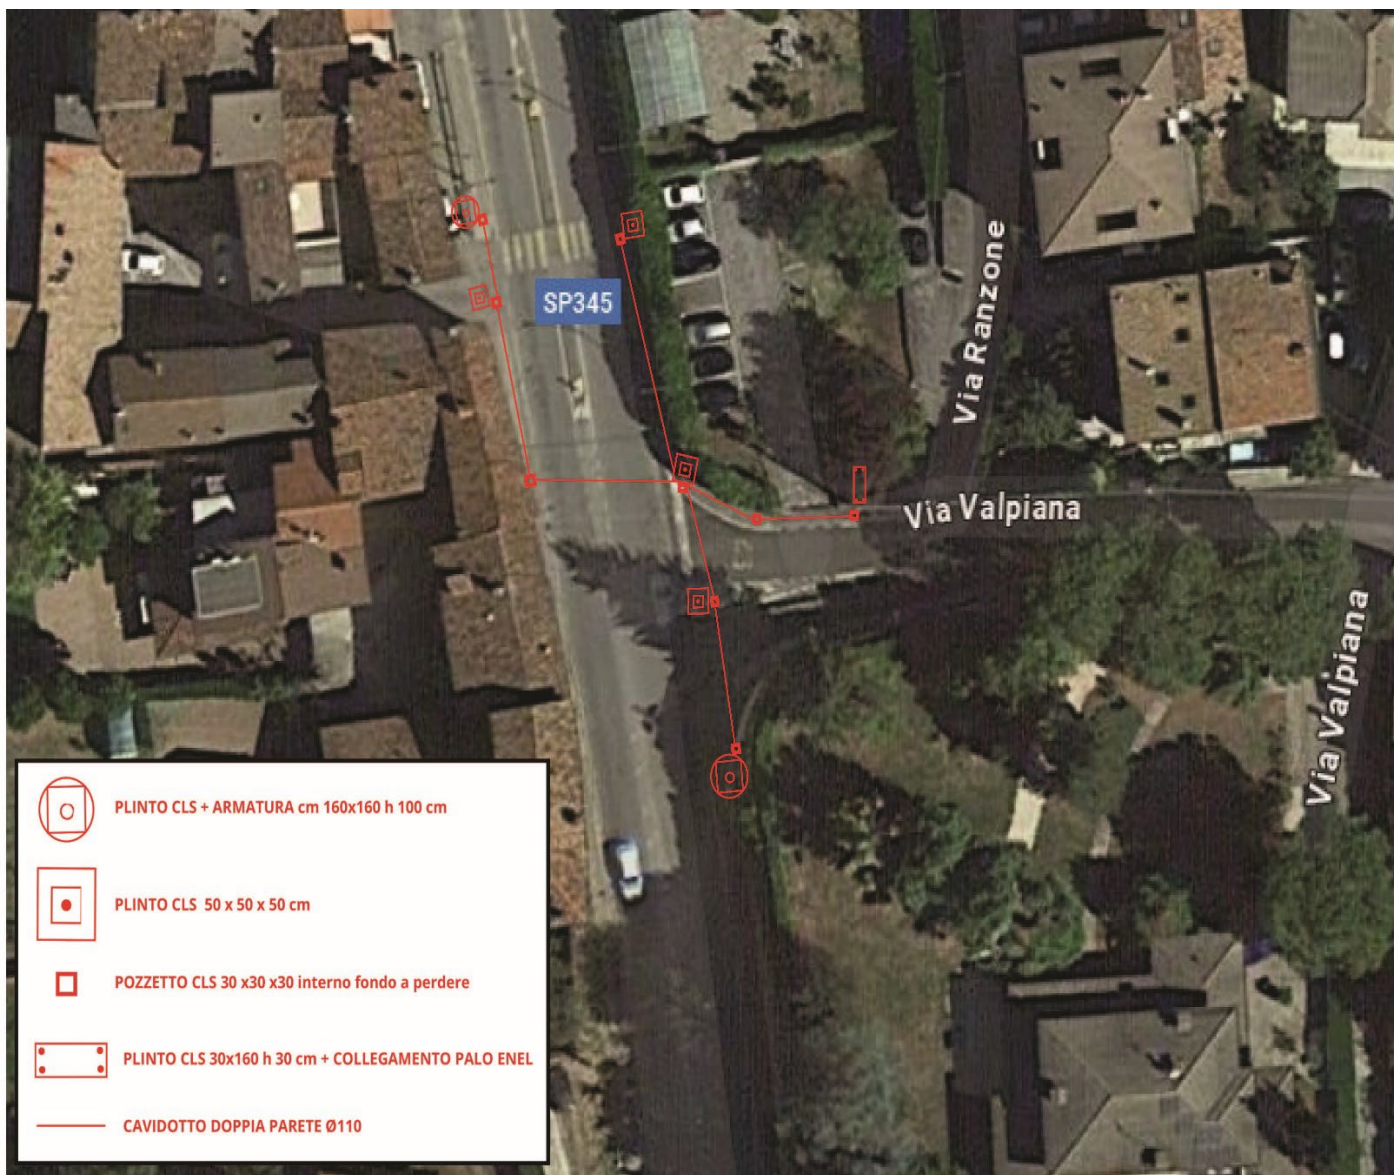 SP345
Via Ranzone
Via Valpiana
Via Valpiana
PLINTO CLS + ARMATURA cm 160x160 h 100 cm
PLINTO CLS 50 x 50 x 50 cm
POZZETTO CLS 30 x30 x30 interno fondo a perdere
PLINTO CLS 30x160 h 30 cm + COLLEGAMENTO PALO ENEL
CAVIDOTTO DOPPIA PARETE Ø110